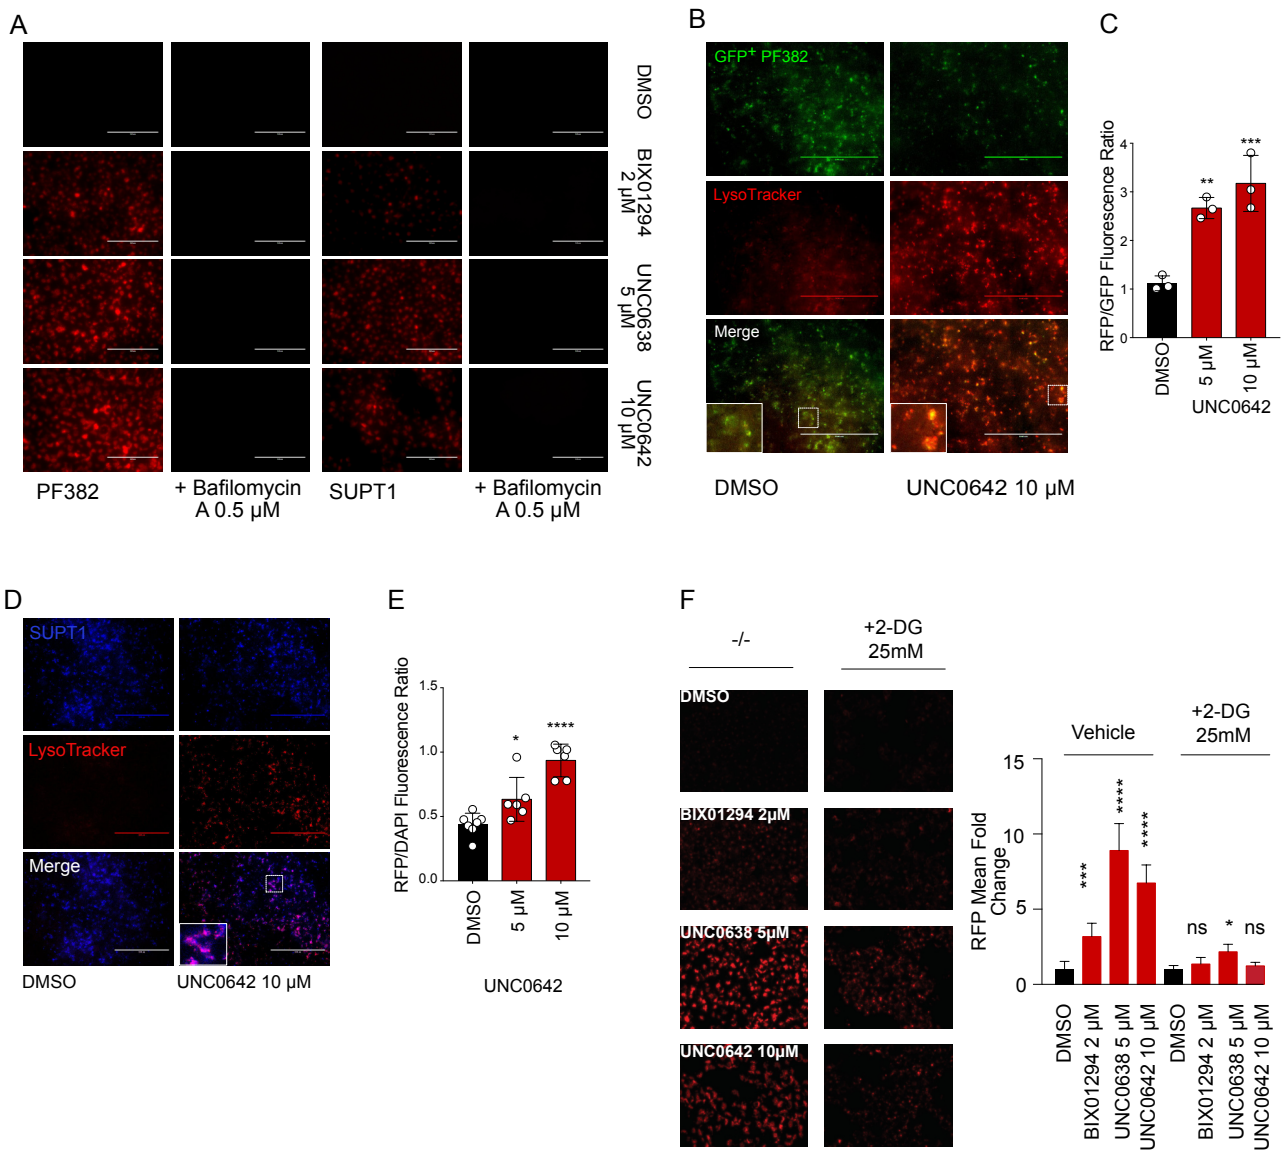 A
DMSO
BIX01294
2 µM
UNC0638
5 µM
UNC0642
10 µM
PF382
+ Bafilomycin
A 0.5 µM
SUPT1
+ Bafilomycin
A 0.5 µM
B
GFP+ PF382
LysoTracker
Merge
DMSO
UNC0642 10 µM
C
RFP/GFP Fluorescence Ratio
4
3
2
1
0
**
***
DMSO
5 µM
10 µM
UNC0642
D
SUPT1
LysoTracker
Merge
DMSO
UNC0642 10 µM
E
RFP/DAPI Fluorescence Ratio
1.5
1.0
0.5
0.0
*
****
DMSO
5 µM
10 µM
UNC0642
F
-/-
+2-DG
25mM
DMSO
BIX01294 2µM
UNC0638 5µM
UNC0642 10µM
Vehicle
+2-DG
25mM
RFP Mean Fold
Change
15
10
5
0
***
****
****
ns
*
ns
DMSO
BIX01294 2 µM
UNC0638 5 µM
UNC0642 10 µM
DMSO
BIX01294 2 µM
UNC0638 5 µM
UNC0642 10 µM